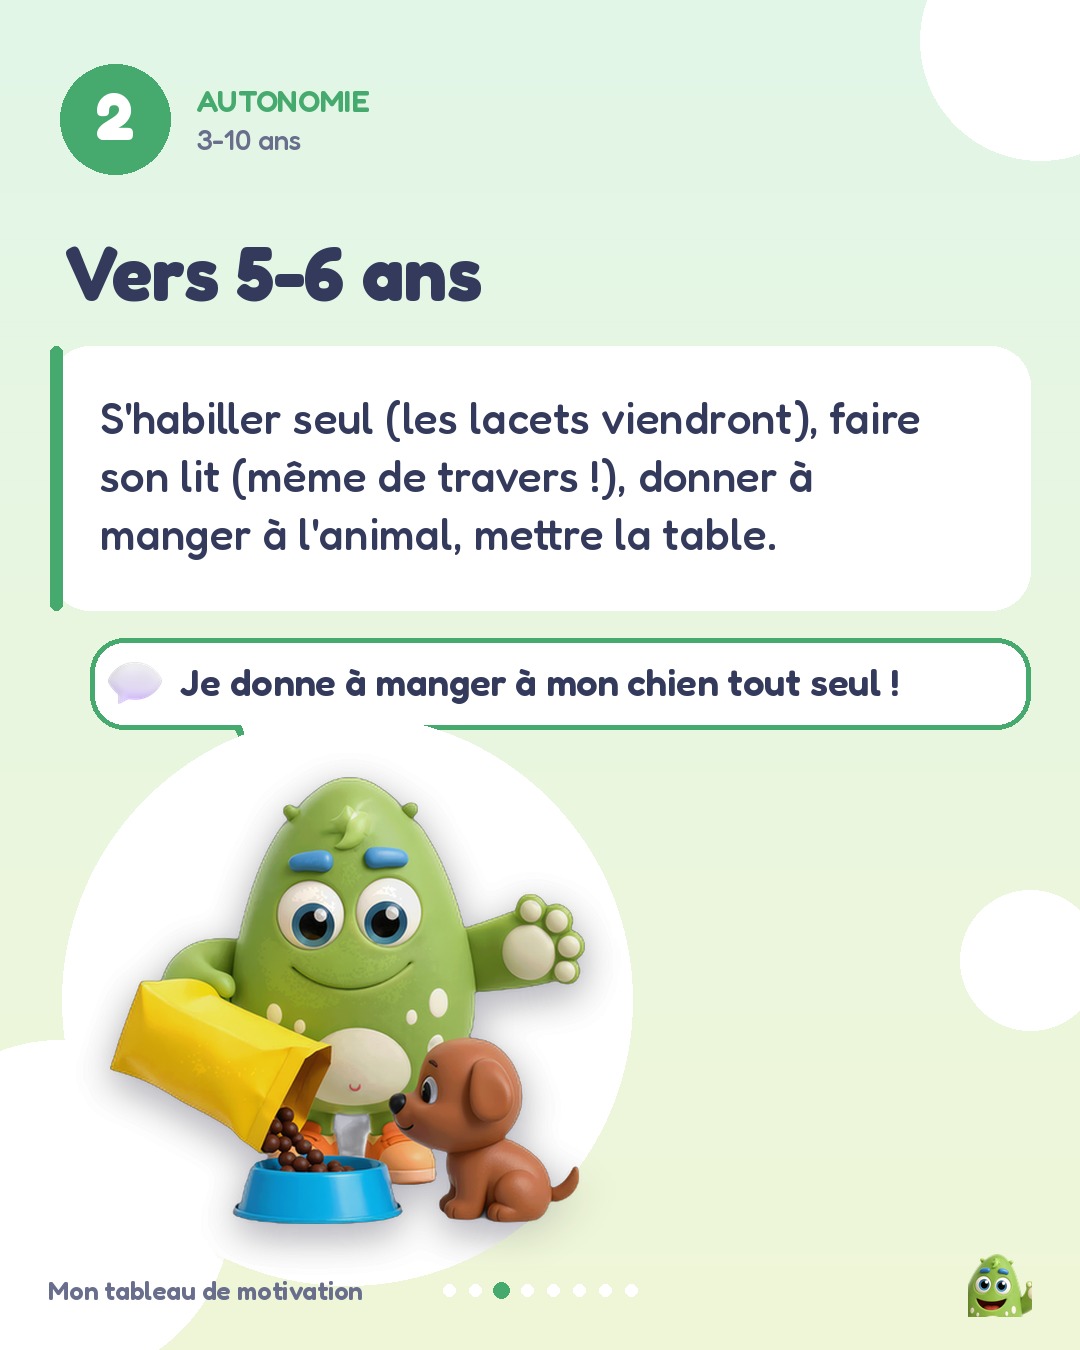 2
AUTONOMIE
3-10 ans
Vers 5-6 ans
S'habiller seul (les lacets viendront), faire
son lit (même de travers !), donner à
manger à l'animal, mettre la table.
Je donne à manger à mon chien tout seul !
Mon tableau de motivation